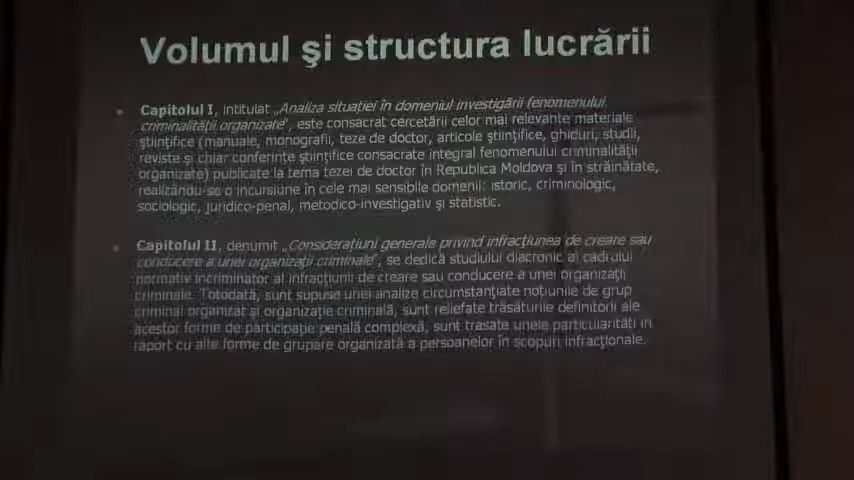 Volumul şi structura lucrării
Capitolul I, intitulat „Analiza situaţiei în domeniul investigării fenomenului
criminalităţii organizate", este consacrat cercetării celor mai relevante materiale
ştiinţifice (manuale, monografii, teze de doctor, articole ştiinţifice, ghiduri, studii,
reviste şi chiar conferinţe ştiinţifice consacrate integral fenomenului criminalităţii
organizate) publicate la tema tezei de doctor în Republica Moldova şi în străinătate,
realizându-se o incursiune în cele mai sensibile domenii: istoric, criminologic,
sociologic, juridico-penal, metodico-investigativ şi statistic.
Capitolul II, denumit „Consideraţiuni generale privind infracţiunea de creare sau
conducere a unei organizaţii criminale", se dedică studiului diacronic al cadrului
normativ incriminator al infracţiunii de creare sau conducere a unei organizaţii
criminale. Totodată, sunt supuse unei analize circumstanţiate noţiunile de grup
criminal organizat şi organizaţie criminală, sunt reliefate trăsăturile definitorii ale
acestor forme de participaţie penală complexă, sunt trasate unele particularităţi în
raport cu alte forme de grupare organizată a persoanelor în scopuri infracţionale.